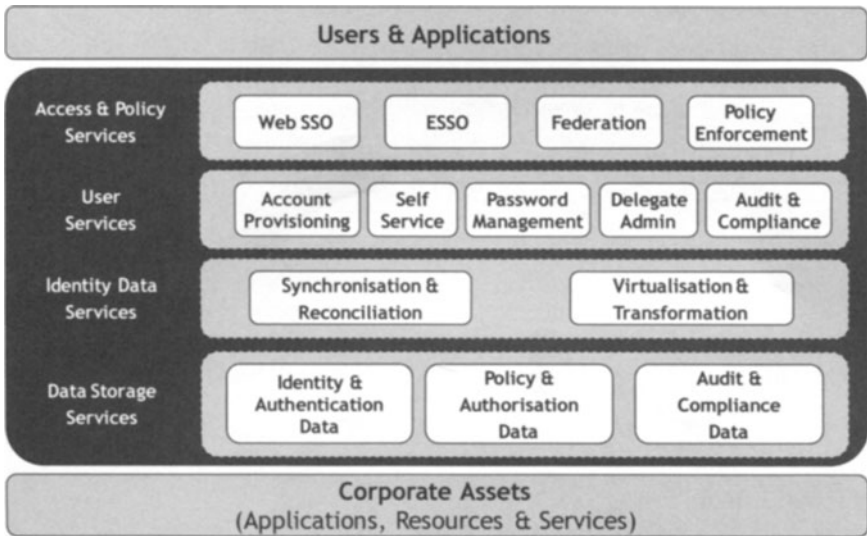 Users & Applications
Access & Policy
Services
Web SSO
ESSO
Federation
Policy
Enforcement
User
Services
Account
Provisioning
Self
Service
Password
Management
Delegate
Admin
Audit &
Compliance
Identity Data
Services
Synchronisation &
Reconciliation
Virtualisation &
Transformation
Data Storage
Services
Identity &
Authentication
Data
Policy &
Authorisation
Data
Audit &
Compliance
Data
Corporate Assets
(Applications, Resources & Services)